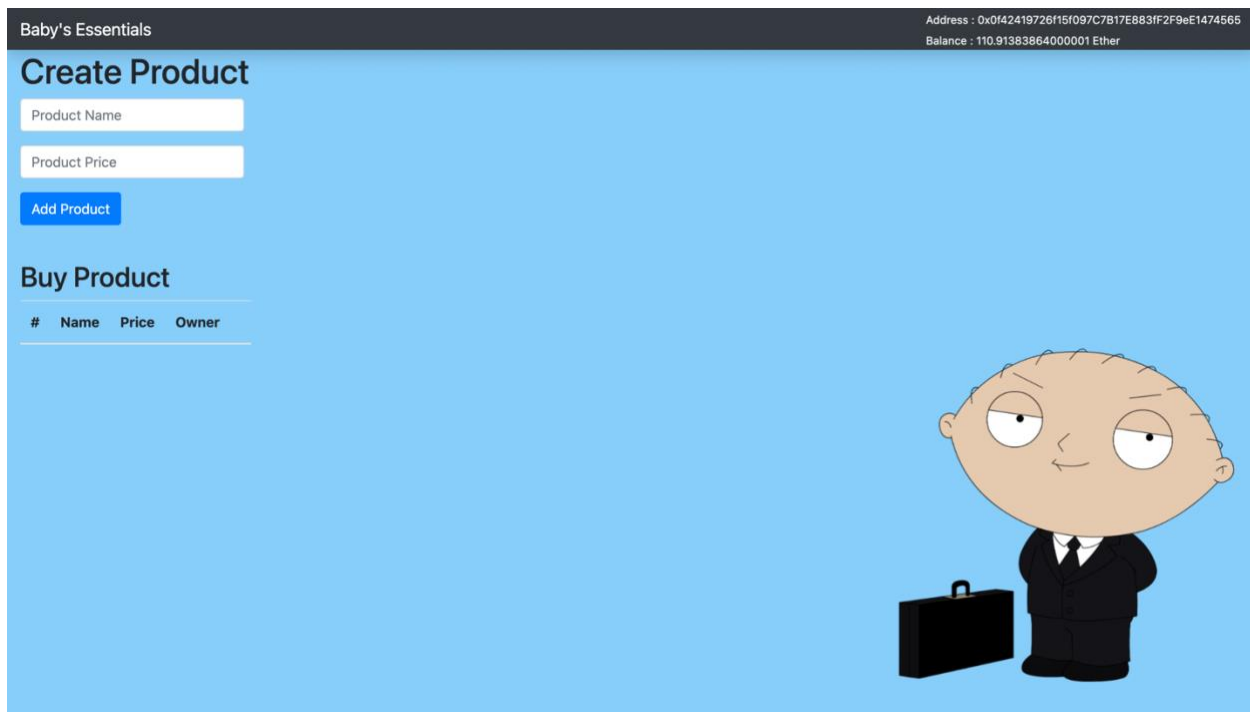 Baby's Essentials
Address : 0x0f42419726f15f097C7B17E883fF2F9eE1474565
Balance : 110.91383864000001 Ether
Create Product
Product Name
Product Price
Add Product
Buy Product
# Name Price Owner